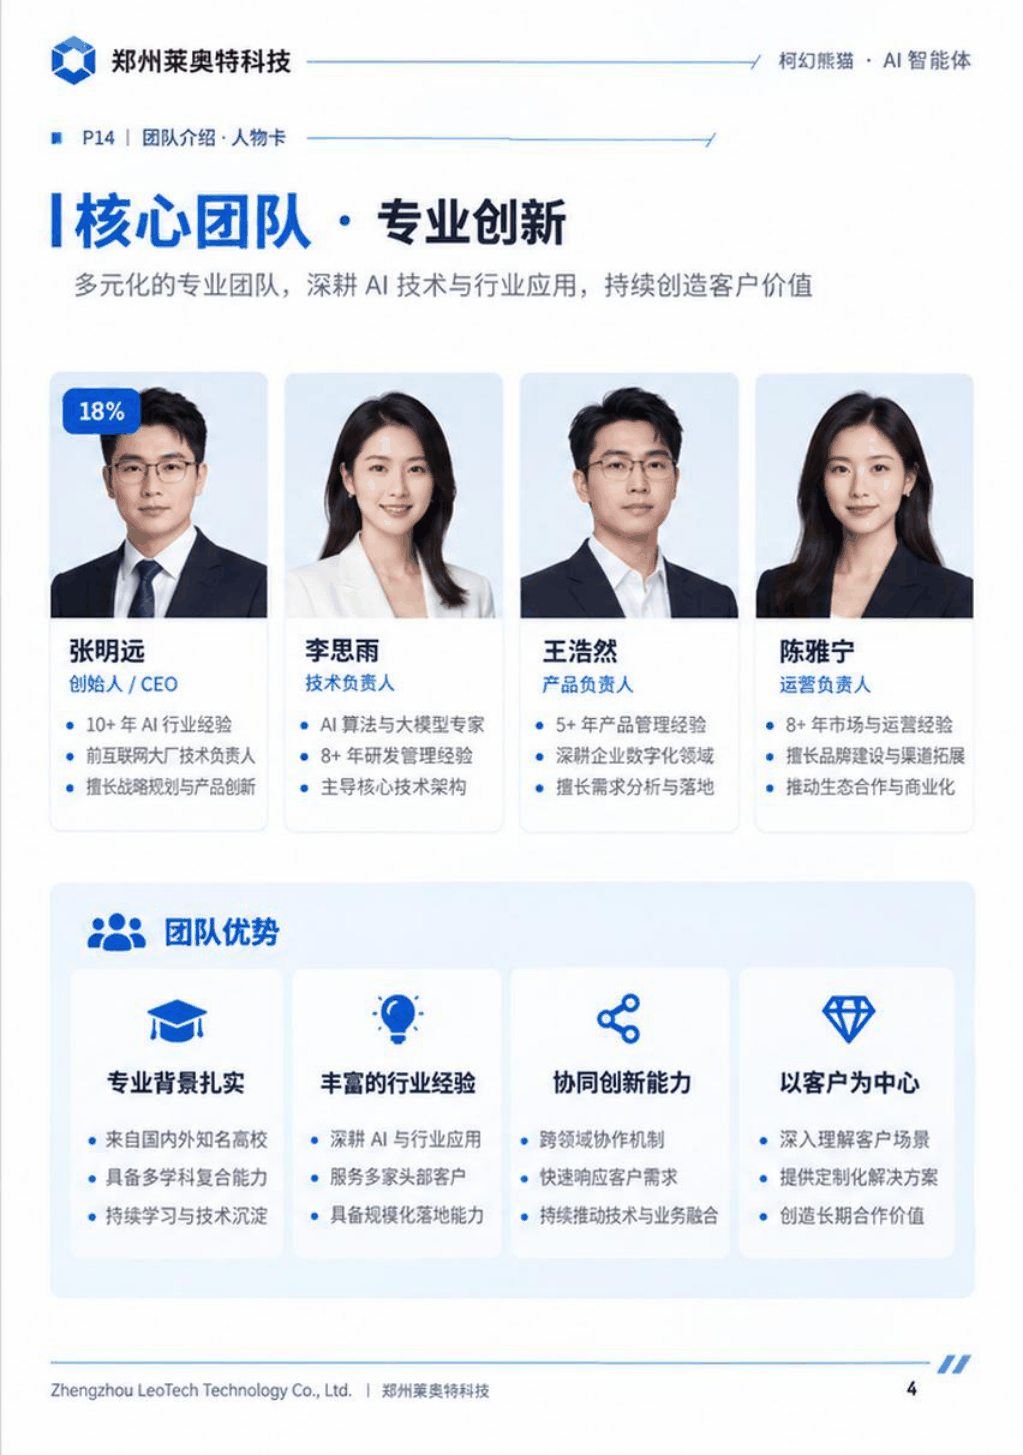 郑州莱奥特科技
柯幻熊猫 · AI 智能体
P14 | 团队介绍 · 人物卡
核心团队 · 专业创新
多元化的专业团队，深耕 AI 技术与行业应用，持续创造客户价值
18%
张明远
创始人 / CEO
10+ 年 AI 行业经验
前互联网大厂技术负责人
擅长战略规划与产品创新
李思雨
技术负责人
AI 算法与大模型专家
8+ 年研发管理经验
主导核心技术架构
王浩然
产品负责人
5+ 年产品管理经验
深耕企业数字化领域
擅长需求分析与落地
陈雅宁
运营负责人
8+ 年市场与运营经验
擅长品牌建设与渠道拓展
推动生态合作与商业化
团队优势
专业背景扎实
来自国内外知名高校
具备多学科复合能力
持续学习与技术沉淀
丰富的行业经验
深耕 AI 与行业应用
服务多家头部客户
具备规模化落地能力
协同创新能力
跨领域协作机制
快速响应客户需求
持续推动技术与业务融合
以客户为中心
深入理解客户场景
提供定制化解决方案
创造长期合作价值
Zhengzhou LeoTech Technology Co., Ltd. | 郑州莱奥特科技
4